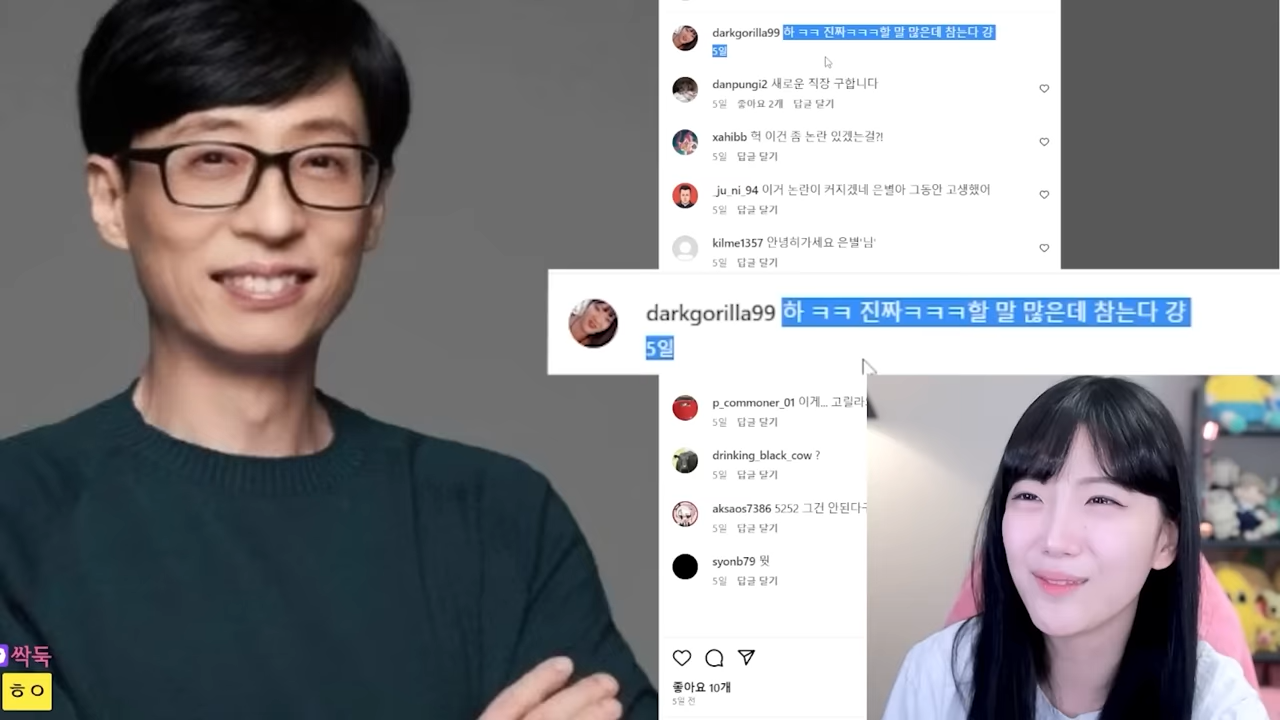 darkgorilla99 하 ㅋㅋ 진짜ㅋㅋㅋ할 말 많은데 참는다 걍
5일
danpungi2 새로운 직장 구합니다
5일 좋아요 2개 답글 달기
xahibb 헉 이건 좀 논란 있겠는걸?!
5일 답글 달기
_ju_ni_94 이거 논란이 커지겠네 은별아 그동안 고생했어
5일 답글 달기
kilme1357 안녕히가세요 은별'님'
5일 답글 달기
darkgorilla99 하 ㅋㅋ 진짜ㅋㅋㅋ할 말 많은데 참는다 걍
5일
p_commoner_01 이게... 고릴라
5일 답글 달기
drinking_black_cow ?
5일 답글 달기
aksaos7386 5252 그건 안된다구
5일 답글 달기
syonb79 뭣
5일 답글 달기
좋아요 10개
5일 전
싹둑
ㅎㅇ